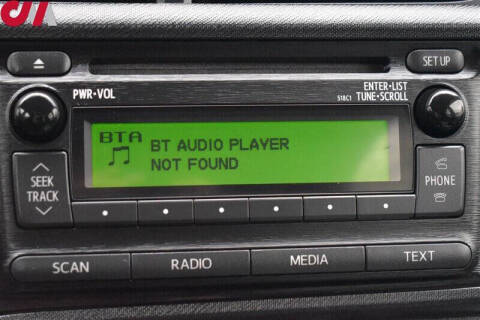 SET UP
PWR·VOL
ENTER·LIST
518C1 TUNE·SCROLL
BTA BT AUDIO PLAYER
NOT FOUND
SEEK
TRACK
PHONE
SCAN
RADIO
MEDIA
TEXT